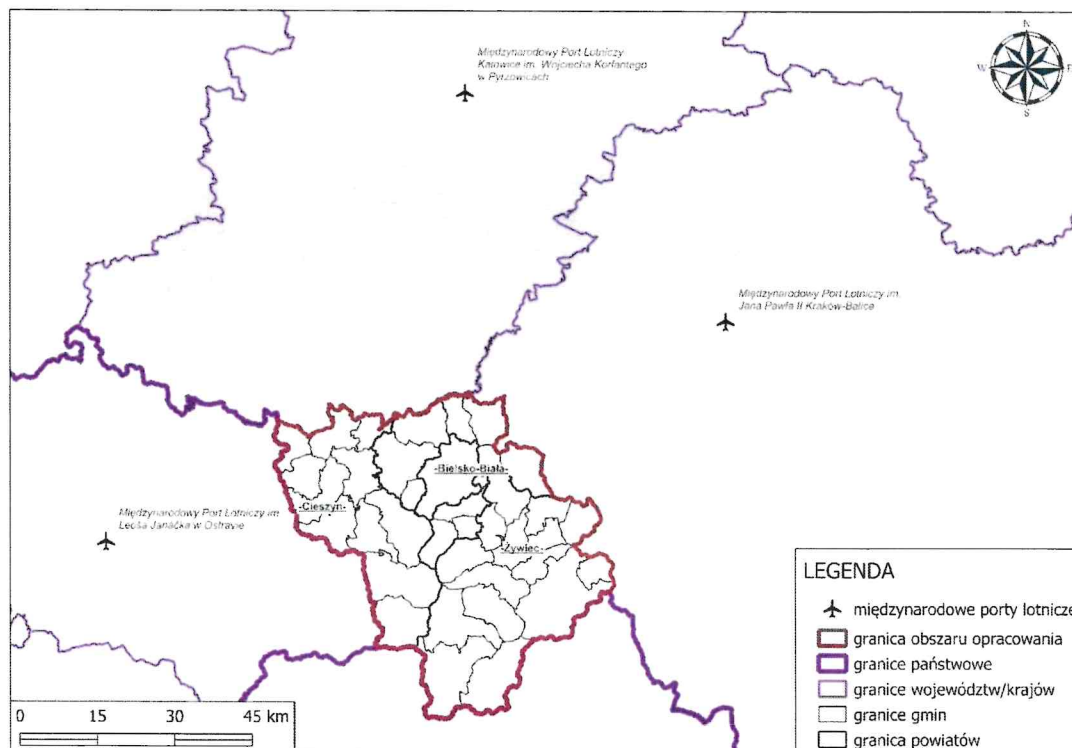 Międzynarodowy Port Lotniczy
Katowice im. Wojciecha Korfantego
w Pyrzowicach
N
W
E
S
Międzynarodowy Port Lotniczy im.
Jana Pawła II Kraków-Balice
-Bielsko-Biała-
-Cieszyn-
Międzynarodowy Port Lotniczy im.
Leoša Janáčka w Ostravie
-Żywiec-
LEGENDA
międzynarodowe porty lotnicze
granica obszaru opracowania
granice państwowe
granice województw/krajów
granice gmin
granica powiatów
0 15 30 45 km